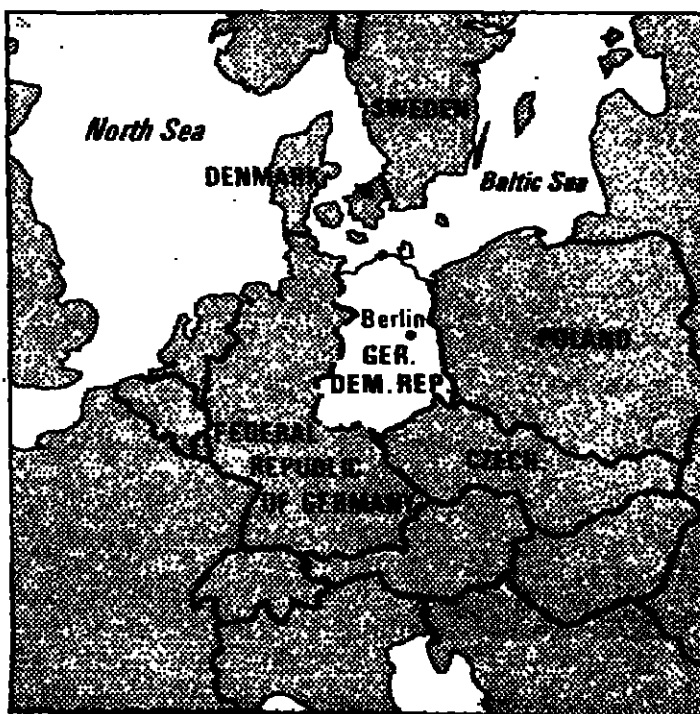 SWEDEN
North Sea
DENMARK
Baltic Sea
Berlin
GER.
DEM. REP.
POLAND
FEDERAL
REPUBLIC
OF GERMANY
CZECH.